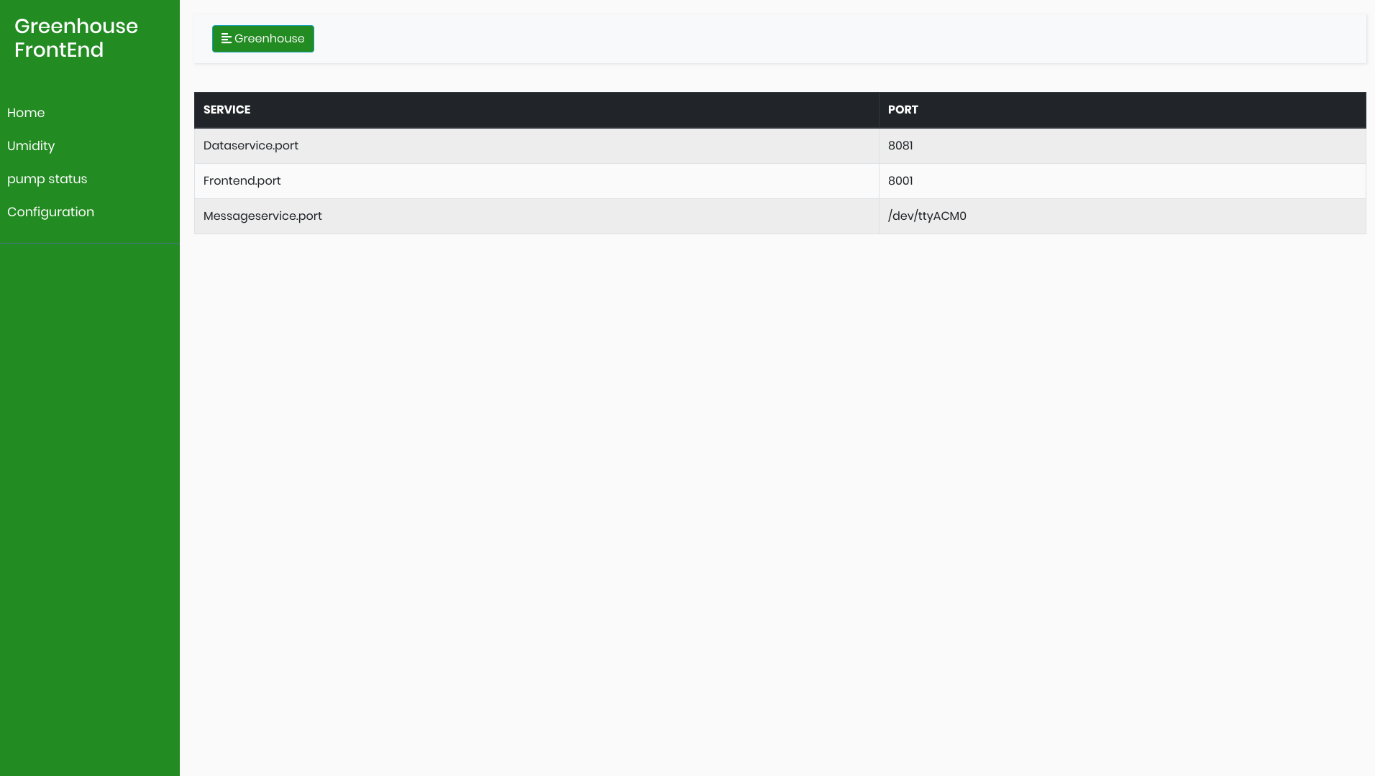 Greenhouse
FrontEnd
Home
Umidity
pump status
Configuration
Greenhouse
SERVICE PORT
Dataservice.port 8081
Frontend.port 8001
Messageservice.port /dev/ttyACM0